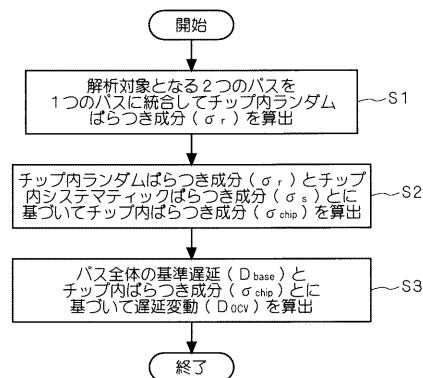 開始
解析対象となる2つのパスを
1つのパスに統合してチップ内ランダム
ばらつき成分(σr)を算出
S1
チップ内ランダムばらつき成分(σr)とチップ
内システマティックばらつき成分(σs)とに
基づいてチップ内ばらつき成分(σchip)を算出
S2
パス全体の基準遅延(Dbase)と
チップ内ばらつき成分(σchip)とに
基づいて遅延変動(DOCV)を算出
S3
終了